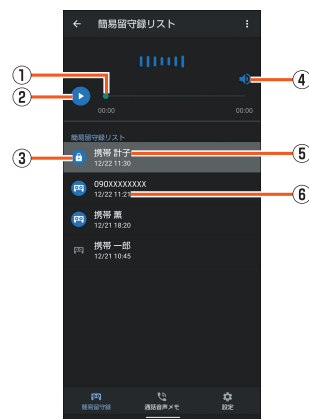 簡易留守録リスト
①
②
④
00:00 00:00
簡易留守録リスト
③
携帯 計子
⑤
12/22 11:30
090XXXXXXXX
12/22 11:21
⑥
携帯 薫
12/21 18:20
携帯 一郎
12/21 10:45
簡易留守録 通話音声メモ 設定